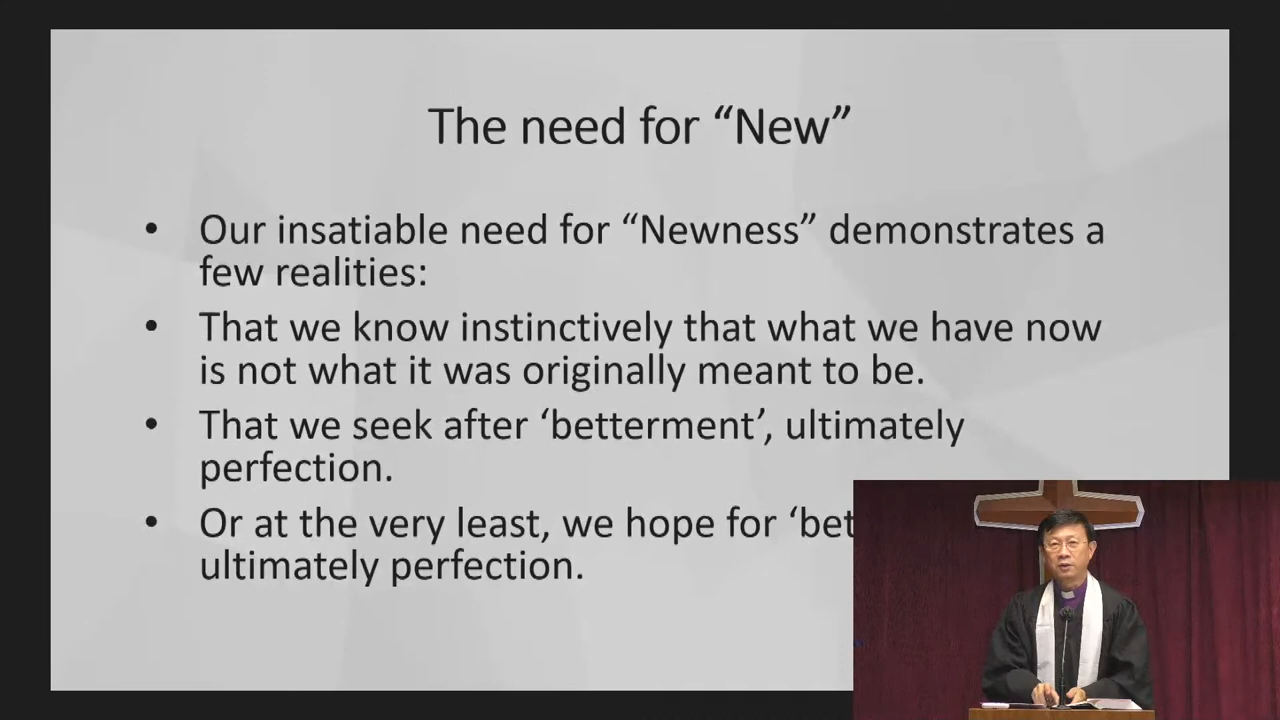 The need for “New”
• Our insatiable need for “Newness” demonstrates a
few realities:
• That we know instinctively that what we have now
is not what it was originally meant to be.
• That we seek after ‘betterment’, ultimately
perfection.
• Or at the very least, we hope for ‘bet
ultimately perfection.